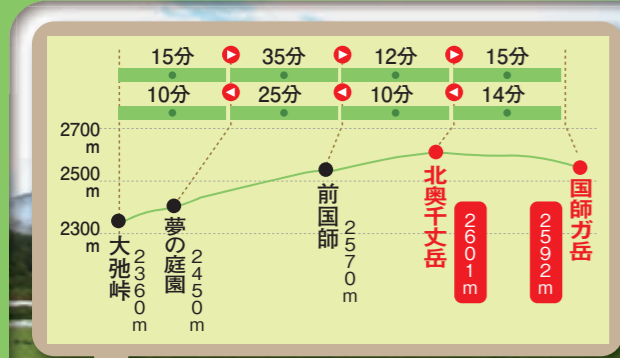 15分 35分 12分 15分
10分 25分 10分 14分
2700
m
2500
m
2300
m
大弛峠
2360m
夢の庭園
2450m
前国師
2570m
北奥千丈岳
2601m
国師ガ岳
2592m